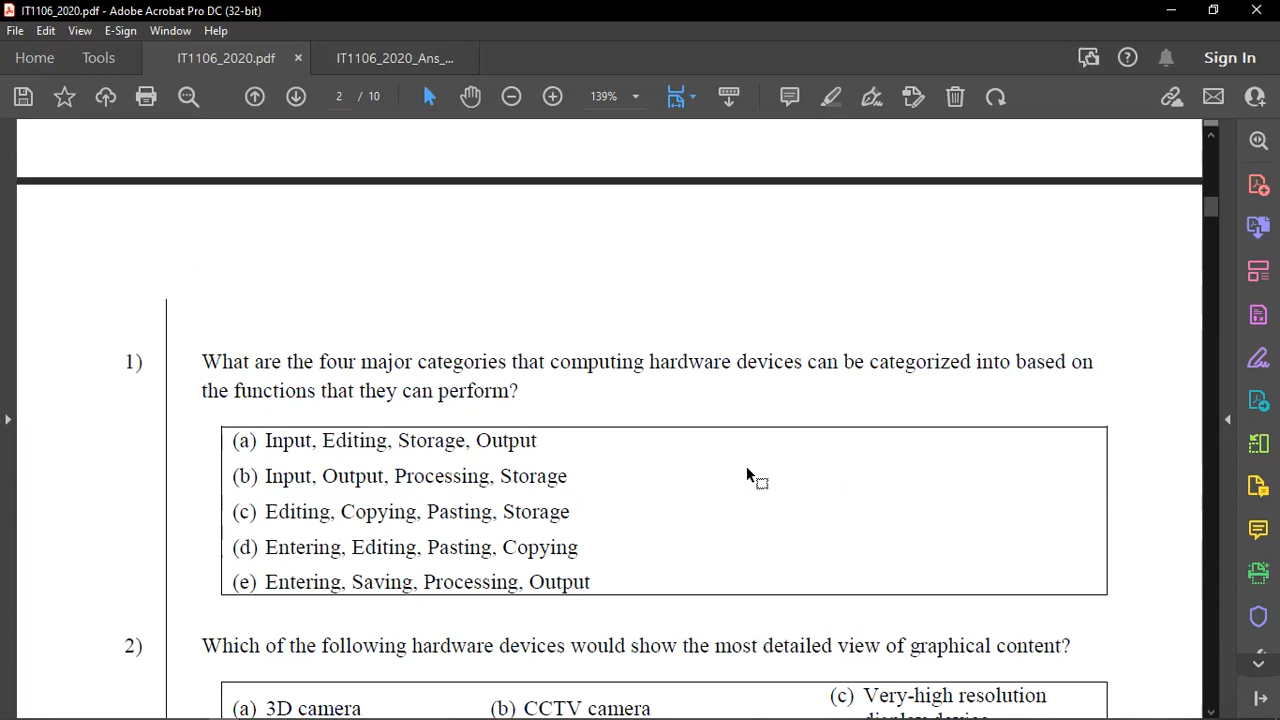 IT1106_2020.pdf - Adobe Acrobat Pro DC (32-bit)
File Edit View E-Sign Window Help
Home Tools IT1106_2020.pdf × IT1106_2020_Ans_... Sign In
2 / 10 139%
1) What are the four major categories that computing hardware devices can be categorized into based on
the functions that they can perform?
(a) Input, Editing, Storage, Output
(b) Input, Output, Processing, Storage
(c) Editing, Copying, Pasting, Storage
(d) Entering, Editing, Pasting, Copying
(e) Entering, Saving, Processing, Output
2) Which of the following hardware devices would show the most detailed view of graphical content?
(a) 3D camera (b) CCTV camera (c) Very-high resolution
display device